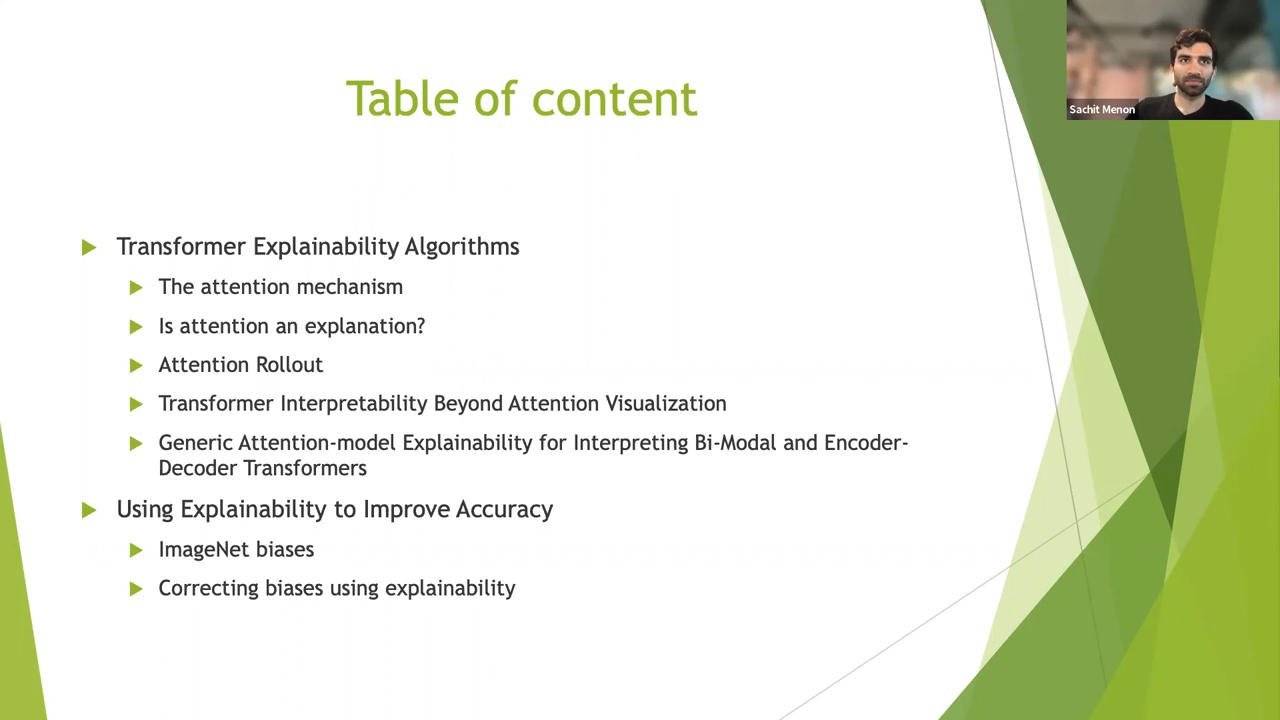 Table of content
Sachit Menon
Transformer Explainability Algorithms
The attention mechanism
Is attention an explanation?
Attention Rollout
Transformer Interpretability Beyond Attention Visualization
Generic Attention-model Explainability for Interpreting Bi-Modal and Encoder-
Decoder Transformers
Using Explainability to Improve Accuracy
ImageNet biases
Correcting biases using explainability